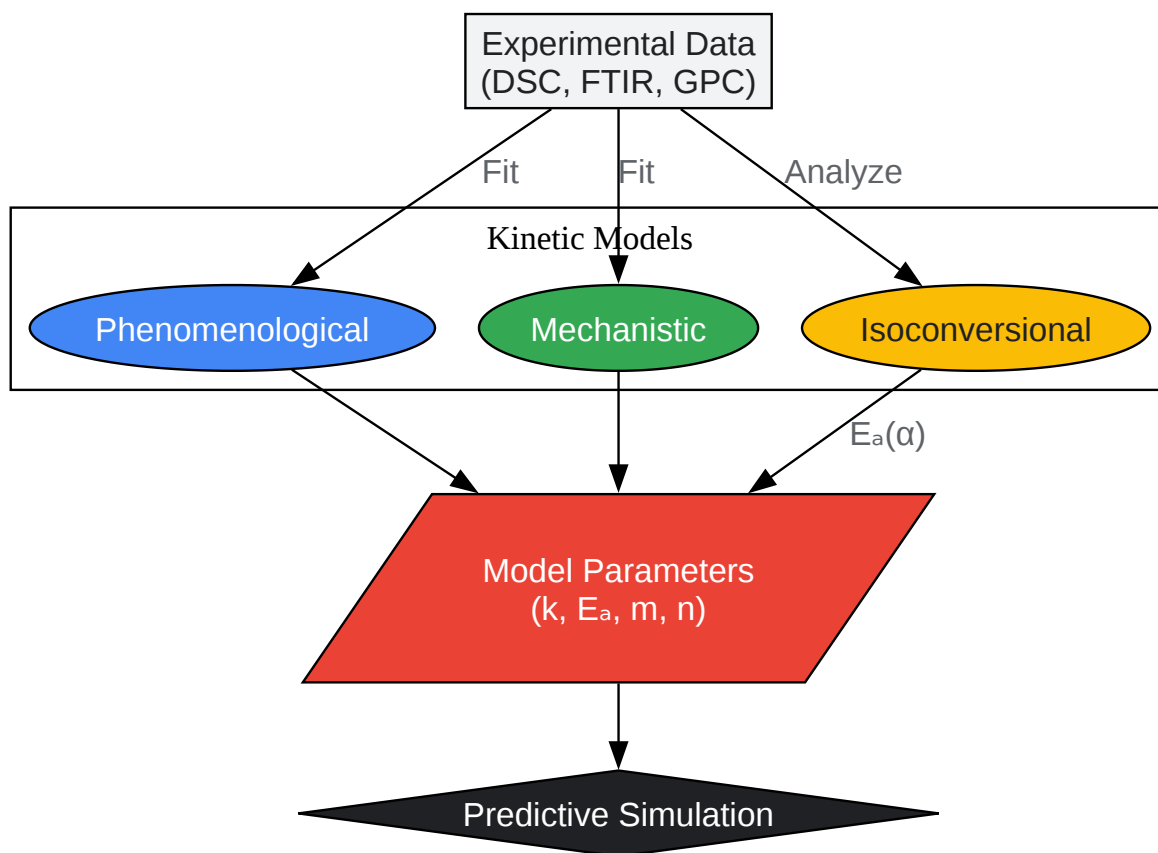 Experimental Data
(DSC, FTIR, GPC)
Fit
Fit
Analyze
Kinetic Models
Phenomenological
Mechanistic
Isoconversional
Eₐ(α)
Model Parameters
(k, Eₐ, m, n)
Predictive Simulation